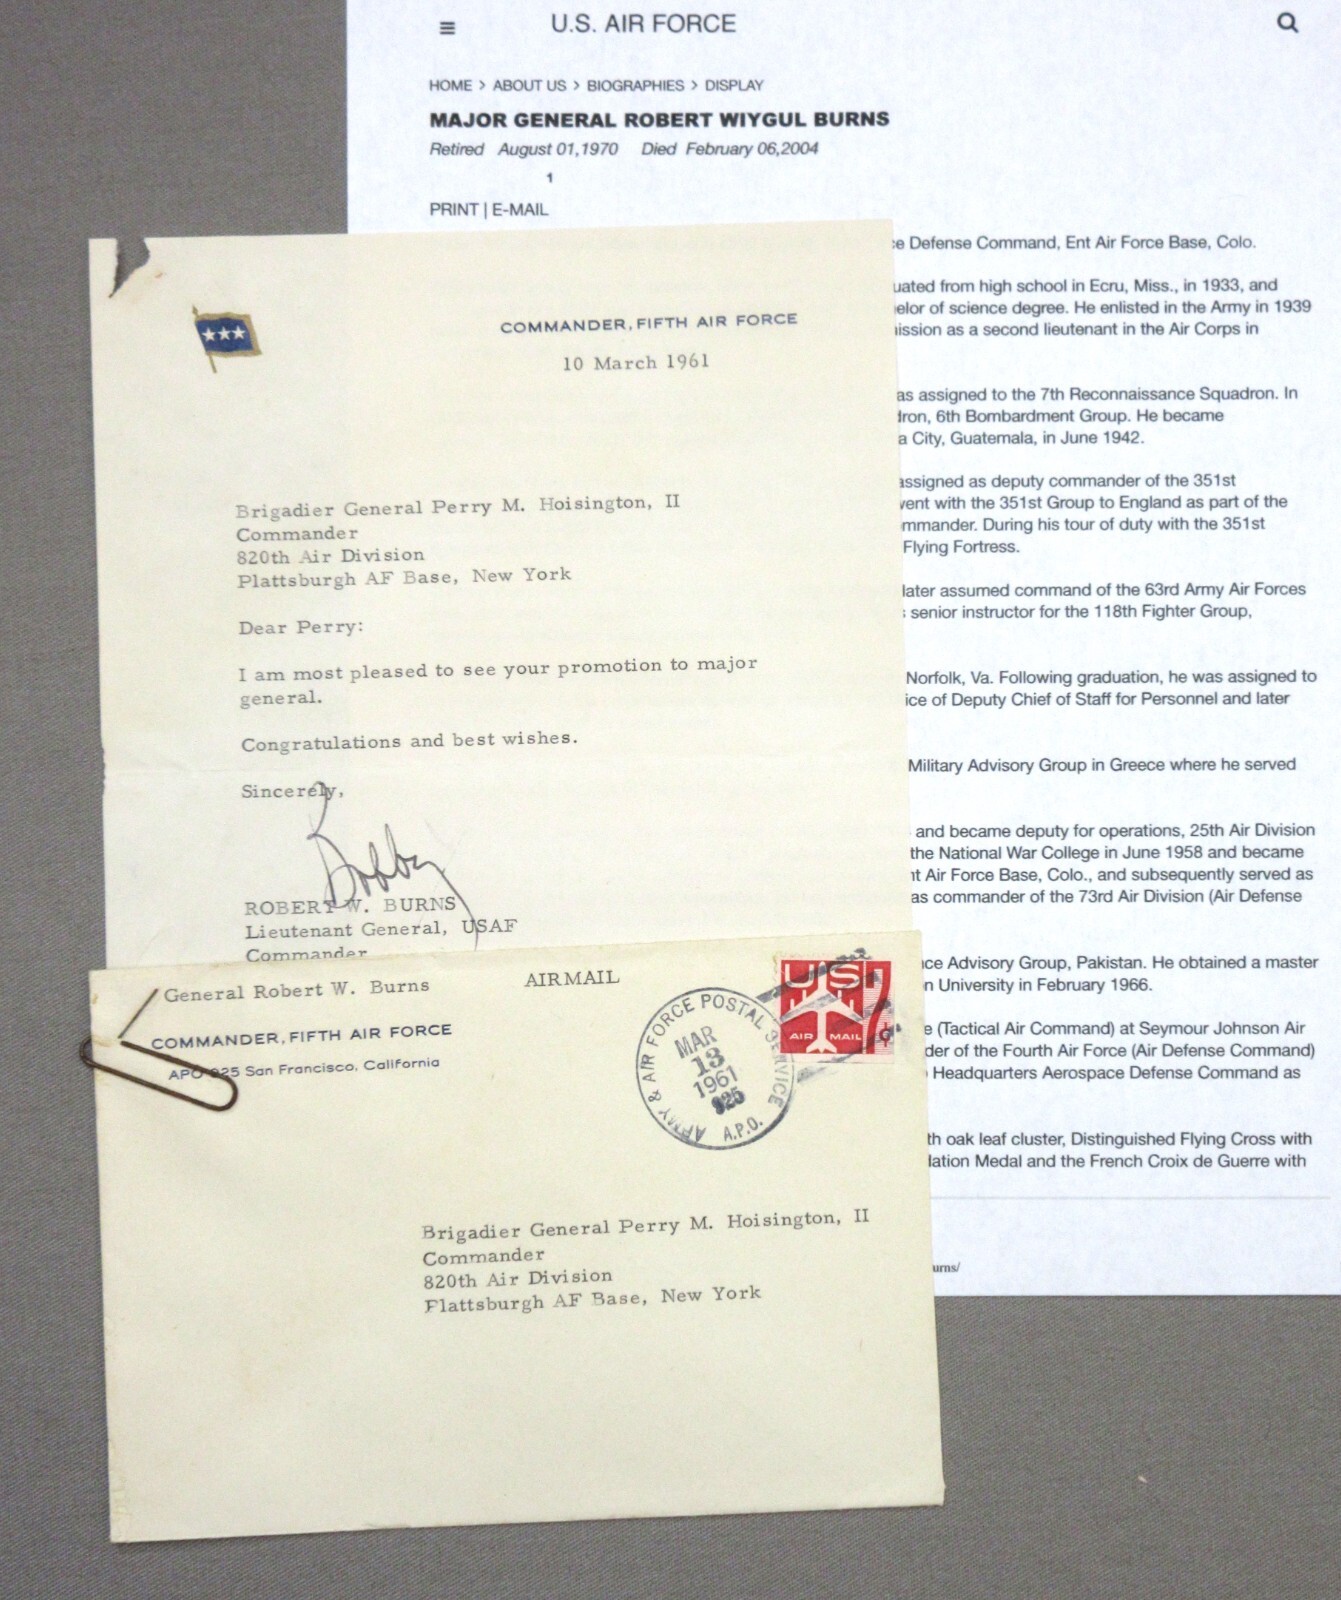 U.S. AIR FORCE
HOME > ABOUT US > BIOGRAPHIES > DISPLAY
MAJOR GENERAL ROBERT WIYGUL BURNS
Retired August 01,1970 Died February 06,2004
1
PRINT | E-MAIL
Defense Command, Ent Air Force Base, Colo.
from high school in Ecru, Miss., in 1933, and
of science degree. He enlisted in the Army in 1939
as a second lieutenant in the Air Corps in
as assigned to the 7th Reconnaissance Squadron. In
6th Bombardment Group. He became
a City, Guatemala, in June 1942.
assigned as deputy commander of the 351st
with the 351st Group to England as part of the
During his tour of duty with the 351st
Flying Fortress.
later assumed command of the 63rd Army Air Forces
senior instructor for the 118th Fighter Group,
Norfolk, Va. Following graduation, he was assigned to
ice of Deputy Chief of Staff for Personnel and later
Military Advisory Group in Greece where he served
and became deputy for operations, 25th Air Division
the National War College in June 1958 and became
Air Force Base, Colo., and subsequently served as
as commander of the 73rd Air Division (Air Defense
Advisory Group, Pakistan. He obtained a master
n University in February 1966.
e (Tactical Air Command) at Seymour Johnson Air
der of the Fourth Air Force (Air Defense Command)
Headquarters Aerospace Defense Command as
th oak leaf cluster, Distinguished Flying Cross with
Medal and the French Croix de Guerre with
urns/
COMMANDER, FIFTH AIR FORCE
10 March 1961
Brigadier General Perry M. Hoisington, II
Commander
820th Air Division
Plattsburgh AF Base, New York
Dear Perry:
I am most pleased to see your promotion to major
general.
Congratulations and best wishes.
Sincerely,
Bobby
ROBERT W. BURNS
Lieutenant General, USAF
Commander
General Robert W. Burns
AIRMAIL
COMMANDER, FIFTH AIR FORCE
APO 925 San Francisco, California
ARMY & AIR FORCE POSTAL SERVICE
MAR
13
1961
925
A.P.O.
US
7¢
AIR MAIL
Brigadier General Perry M. Hoisington, II
Commander
820th Air Division
Plattsburgh AF Base, New York